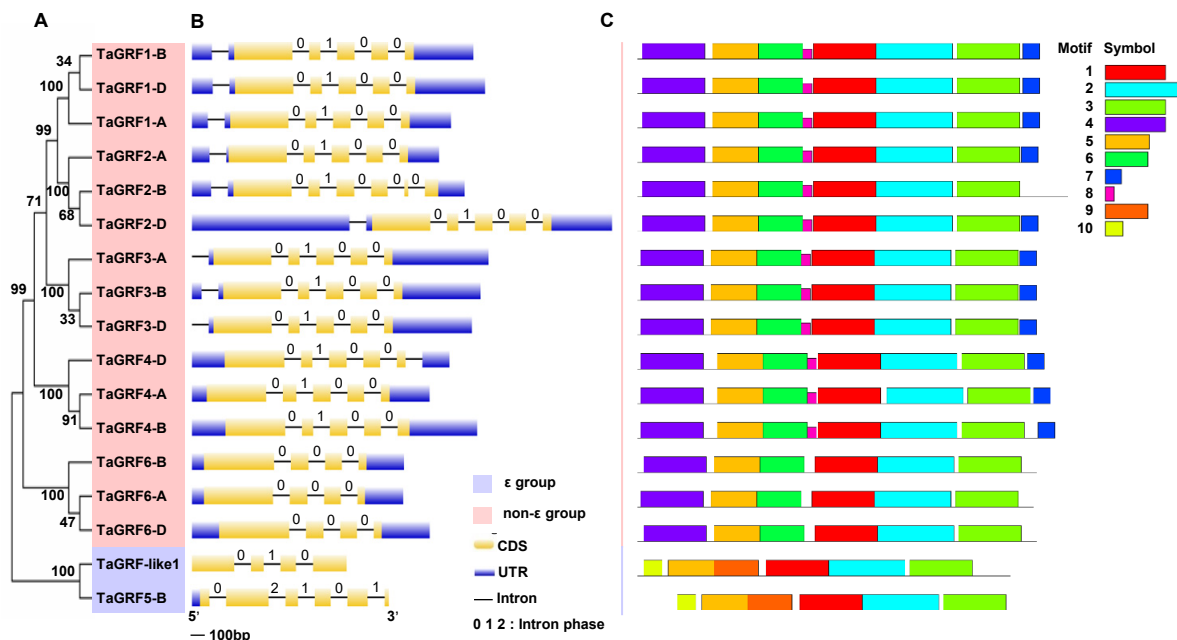 A B C
34 TaGRF1-B 0 1 0 0
Motif Symbol
100 TaGRF1-D 0 1 0 0
1
2
3
99 TaGRF1-A 0 1 0 0
4
5
TaGRF2-A 0 1 0 0
6
7
100 TaGRF2-B 0 1 0 0 0
8
71 68
9
TaGRF2-D 0 1 0 0
10
TaGRF3-A 0 1 0 0
99 100 TaGRF3-B 0 1 0 0
33 TaGRF3-D 0 1 0 0
TaGRF4-D 0 1 0 0
100 TaGRF4-A 0 1 0 0
91 TaGRF4-B 0 1 0 0
TaGRF6-B 0 0 0
100 TaGRF6-A 0 0 0
47 TaGRF6-D 0 0 0
100 TaGRF-like1 0 1 0
TaGRF5-B 0 2 1 0 1
ε group
non-ε group
CDS
UTR
Intron
0 1 2 : Intron phase
5' 3'
100bp